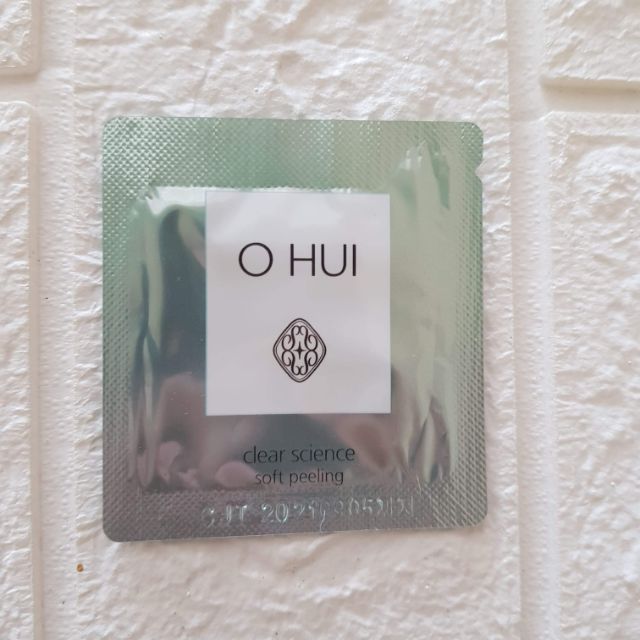 O HUI
clear science
soft peeling